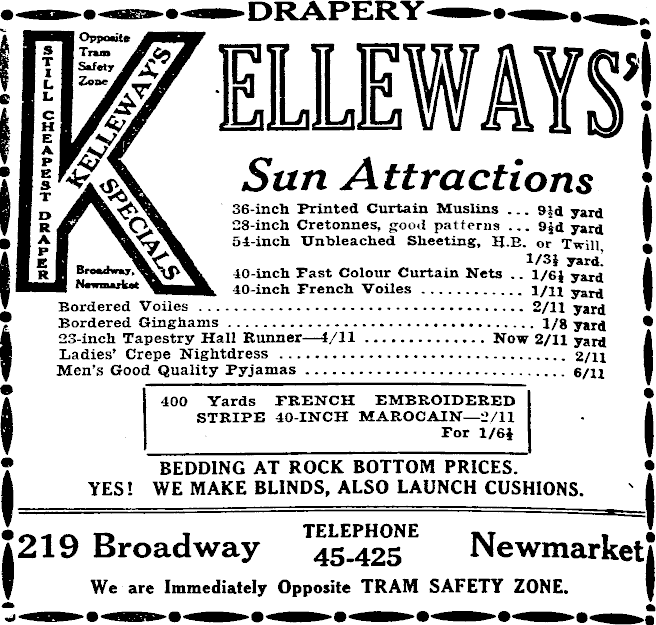 DRAPERY
Opposite
Tram
Safety
Zone
STILL CHEAPEST DRAPER
KELLEWAY'S
SPECIALS
Broadway,
Newmarket
KELLEWAYS'
Sun Attractions
36-inch Printed Curtain Muslins ... 9½d yard
28-inch Cretonnes, good patterns ... 9½d yard
54-inch Unbleached Sheeting, H.B. or Twill,
1/3½ yard.
40-inch Fast Colour Curtain Nets .. 1/6½ yard
40-inch French Voiles ............ 1/11 yard
Bordered Voiles ...................................... 2/11 yard
Bordered Ginghams .................................... 1/8 yard
23-inch Tapestry Hall Runner—4/11 ............. Now 2/11 yard
Ladies' Crepe Nightdress .................................. 2/11
Men's Good Quality Pyjamas .............................. 6/11
400 Yards FRENCH EMBROIDERED
STRIPE 40-INCH MAROCAIN—2/11
For 1/6½
BEDDING AT ROCK BOTTOM PRICES.
YES! WE MAKE BLINDS, ALSO LAUNCH CUSHIONS.
219 Broadway
TELEPHONE
45-425
Newmarket
We are Immediately Opposite TRAM SAFETY ZONE.